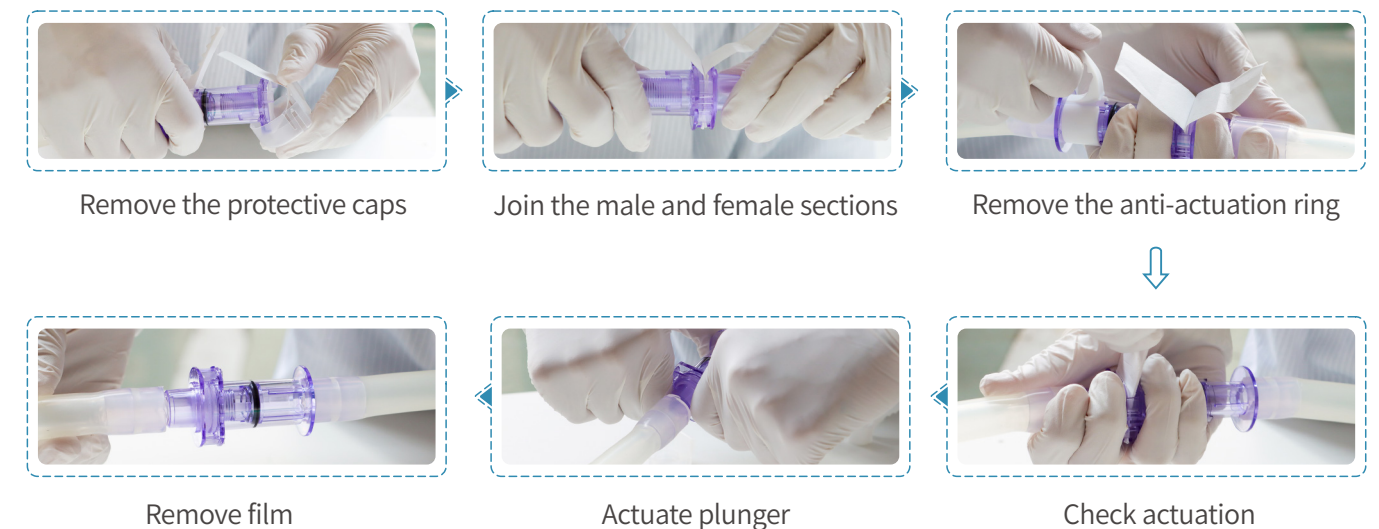 Remove the protective caps
Join the male and female sections
Remove the anti-actuation ring
Check actuation
Actuate plunger
Remove film